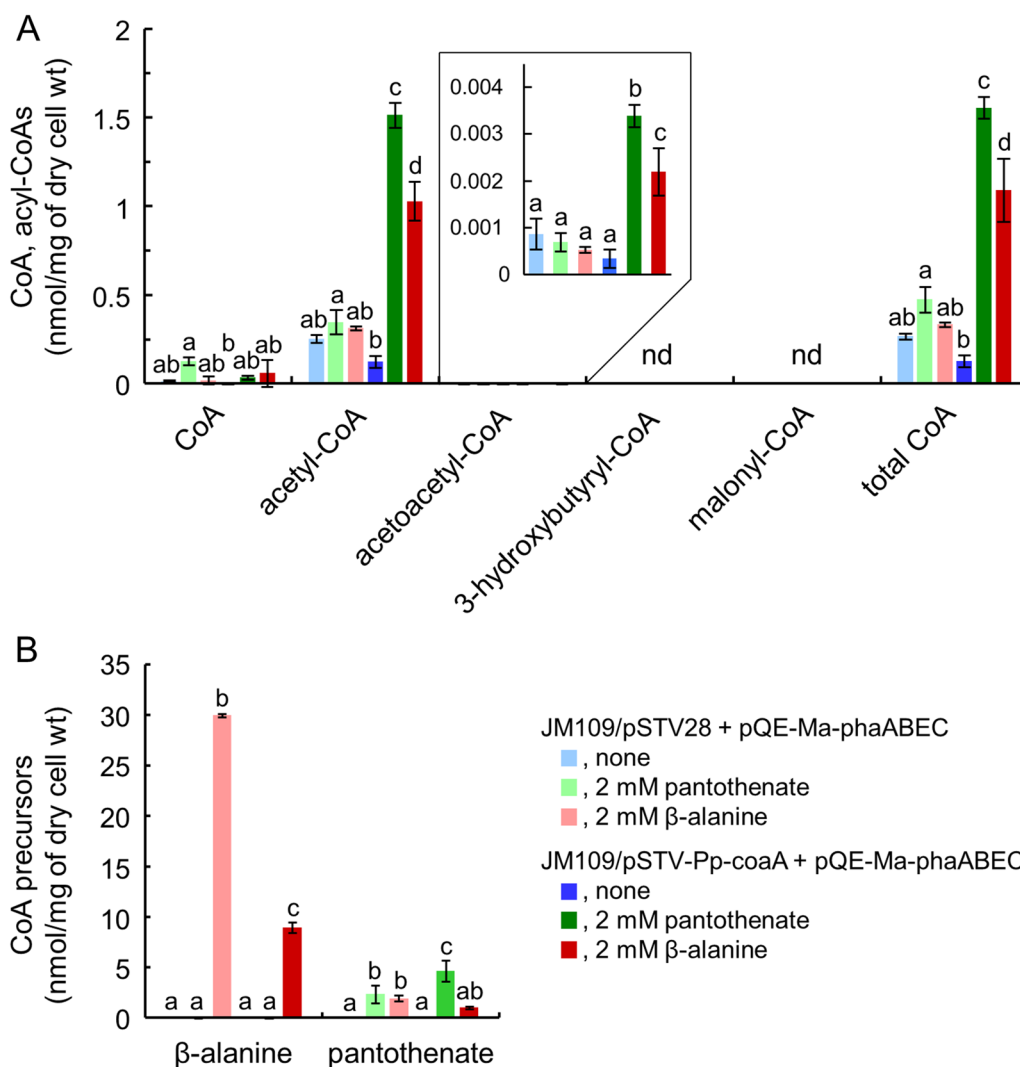 A
CoA, acyl-CoAs
(nmol/mg of dry cell wt)
2
1.5
1
0.5
0
0.004
0.003
0.002
0.001
0
a a a a b c
ab a ab b ab ab
ab a ab b c d
nd
nd
ab a ab b c d
CoA
acetyl-CoA
acetoacetyl-CoA
3-hydroxybutyryl-CoA
malonyl-CoA
total CoA
B
CoA precursors
(nmol/mg of dry cell wt)
35
30
25
20
15
10
5
0
a a b a a c
a b b a c ab
β-alanine
pantothenate
JM109/pSTV28 + pQE-Ma-phaABEC
, none
, 2 mM pantothenate
, 2 mM β-alanine
JM109/pSTV-Pp-coaA + pQE-Ma-phaABEC
, none
, 2 mM pantothenate
, 2 mM β-alanine